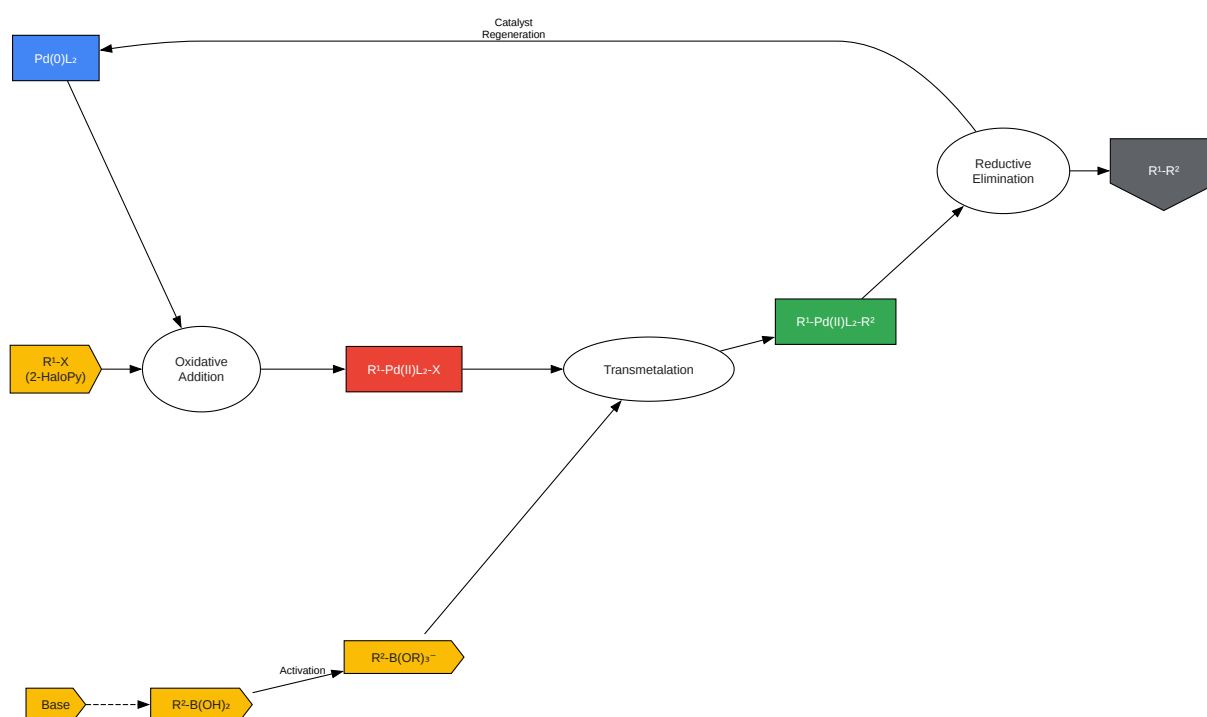 Catalyst
Regeneration
Pd(0)L₂
Reductive
Elimination
R¹-R²
R¹-Pd(II)L₂-R²
R¹-X
(2-HaloPy)
Oxidative
Addition
R¹-Pd(II)L₂-X
Transmetalation
R²-B(OR)₃⁻
Activation
Base
R²-B(OH)₂